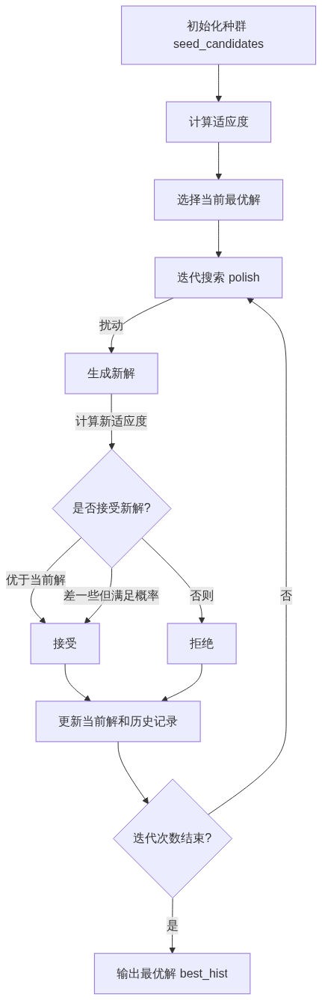 初始化种群
seed_candidates
计算适应度
选择当前最优解
迭代搜索 polish
扰动
生成新解
计算新适应度
是否接受新解?
优于当前解
差一些但满足概率
否则
否
接受
拒绝
更新当前解和历史记录
迭代次数结束?
是
输出最优解 best_hist